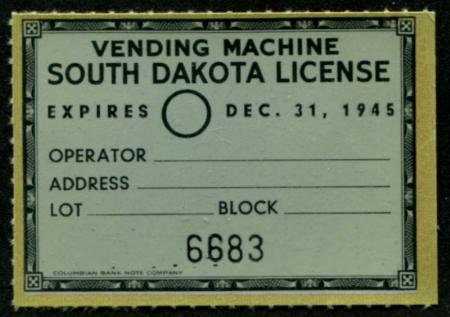 VENDING MACHINE
SOUTH DAKOTA LICENSE
EXPIRES DEC. 31, 1945
OPERATOR
ADDRESS
LOT BLOCK
6683
COLUMBIAN BANK NOTE COMPANY